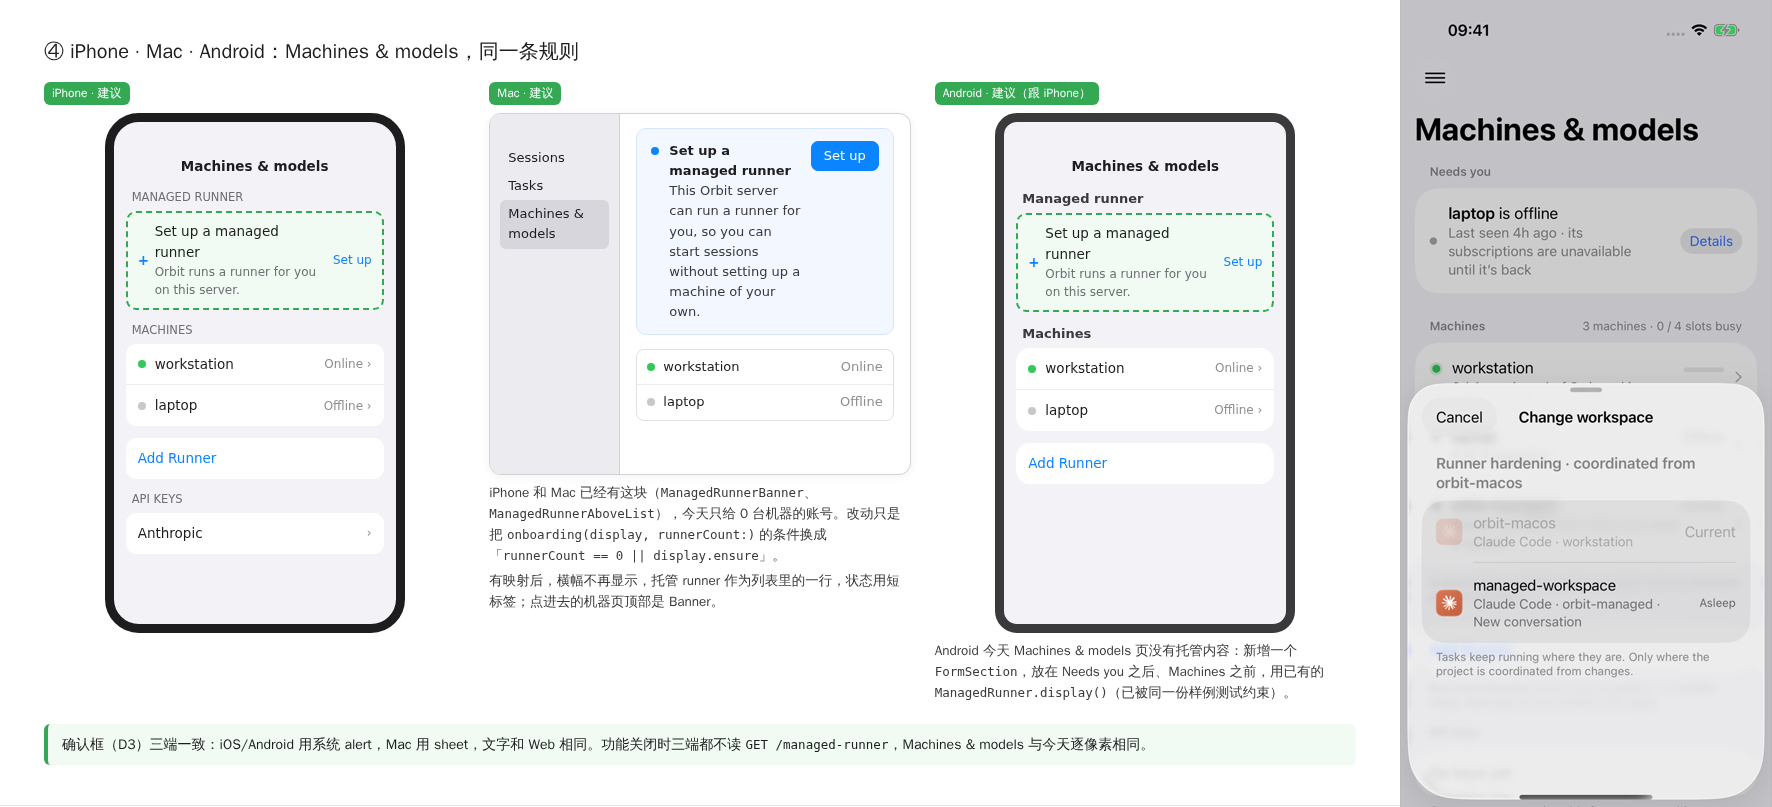 ④ iPhone · Mac · Android：Machines & models，同一条规则
iPhone · 建议
Machines & models
MANAGED RUNNER
Set up a managed
runner
+
Orbit runs a runner for you
on this server.
Set up
MACHINES
workstation
Online ›
laptop
Offline ›
Add Runner
API KEYS
Anthropic
›
Mac · 建议
Sessions
Tasks
Machines &
models
Set up a
managed runner
This Orbit server
can run a runner for
you, so you can
start sessions
without setting up a
machine of your
own.
Set up
workstation
Online
laptop
Offline
iPhone 和 Mac 已经有这块（ManagedRunnerBanner、
ManagedRunnerAboveList），今天只给 0 台机器的账号。改动只是
把 onboarding(display, runnerCount:) 的条件换成
「runnerCount == 0 || display.ensure」。
有映射后，横幅不再显示，托管 runner 作为列表里的一行，状态用短
标签；点进去的机器页顶部是 Banner。
Android · 建议（跟 iPhone）
Machines & models
Managed runner
Set up a managed
runner
+
Orbit runs a runner for you
on this server.
Set up
Machines
workstation
Online ›
laptop
Offline ›
Add Runner
Android 今天 Machines & models 页没有托管内容：新增一个
FormSection，放在 Needs you 之后、Machines 之前，用已有的
ManagedRunner.display()（已被同一份样例测试约束）。
确认框（D3）三端一致：iOS/Android 用系统 alert，Mac 用 sheet，文字和 Web 相同。功能关闭时三端都不读 GET /managed-runner，Machines & models 与今天逐像素相同。
09:41
Machines & models
Needs you
laptop is offline
Last seen 4h ago · its
subscriptions are unavailable
until it's back
Details
Machines
3 machines · 0 / 4 slots busy
workstation
Cancel
Change workspace
Runner hardening · coordinated from
orbit-macos
orbit-macos
Claude Code · workstation
Current
managed-workspace
Claude Code · orbit-managed ·
New conversation
Asleep
Tasks keep running where they are. Only where the
project is coordinated from changes.